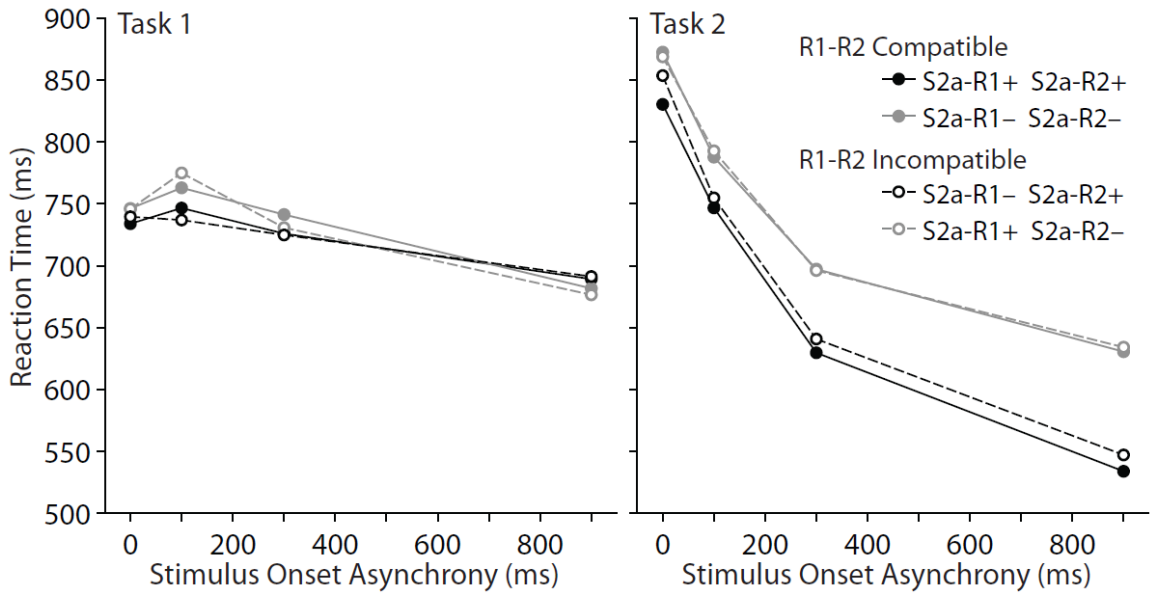 Task 1
Task 2
900
850
800
750
700
650
600
550
500
Reaction Time (ms)
R1-R2 Compatible
S2a-R1+ S2a-R2+
S2a-R1– S2a-R2–
R1-R2 Incompatible
S2a-R1– S2a-R2+
S2a-R1+ S2a-R2–
0 200 400 600 800
0 200 400 600 800
Stimulus Onset Asynchrony (ms)
Stimulus Onset Asynchrony (ms)